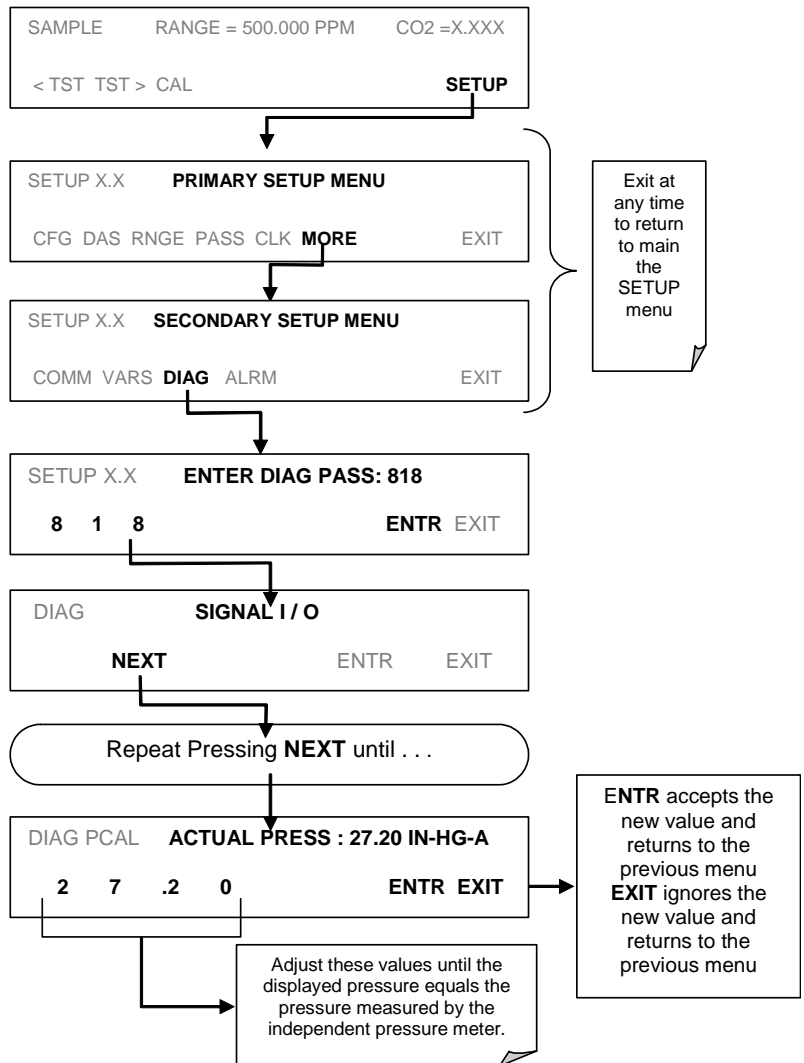 SAMPLE RANGE = 500.000 PPM CO2 =X.XXX
< TST TST > CAL SETUP
SETUP X.X PRIMARY SETUP MENU
CFG DAS RNGE PASS CLK MORE EXIT
Exit at
any time
to return
to main
the
SETUP
menu
SETUP X.X SECONDARY SETUP MENU
COMM VARS DIAG ALRM EXIT
SETUP X.X ENTER DIAG PASS: 818
8 1 8 ENTR EXIT
DIAG SIGNAL I / O
NEXT ENTR EXIT
Repeat Pressing NEXT until . . .
DIAG PCAL ACTUAL PRESS : 27.20 IN-HG-A
2 7 .2 0 ENTR EXIT
ENTR accepts the
new value and
returns to the
previous menu
EXIT ignores the
new value and
returns to the
previous menu
Adjust these values until the
displayed pressure equals the
pressure measured by the
independent pressure meter.